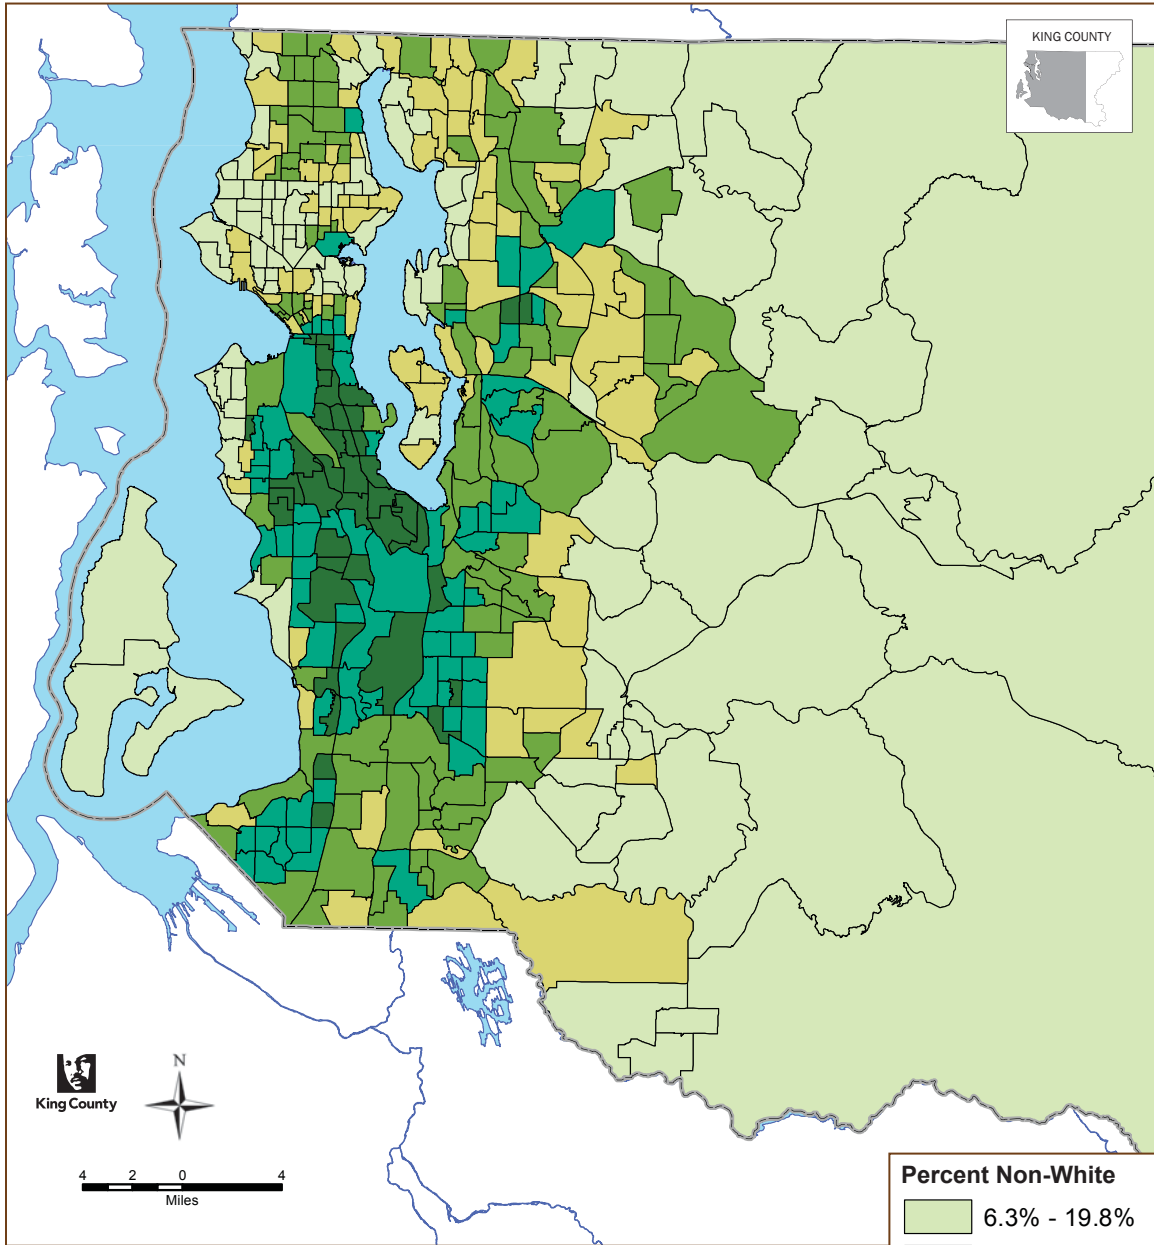 KING COUNTY
N
King County
4 2 0 4
Miles
Percent Non-White
6.3% - 19.8%